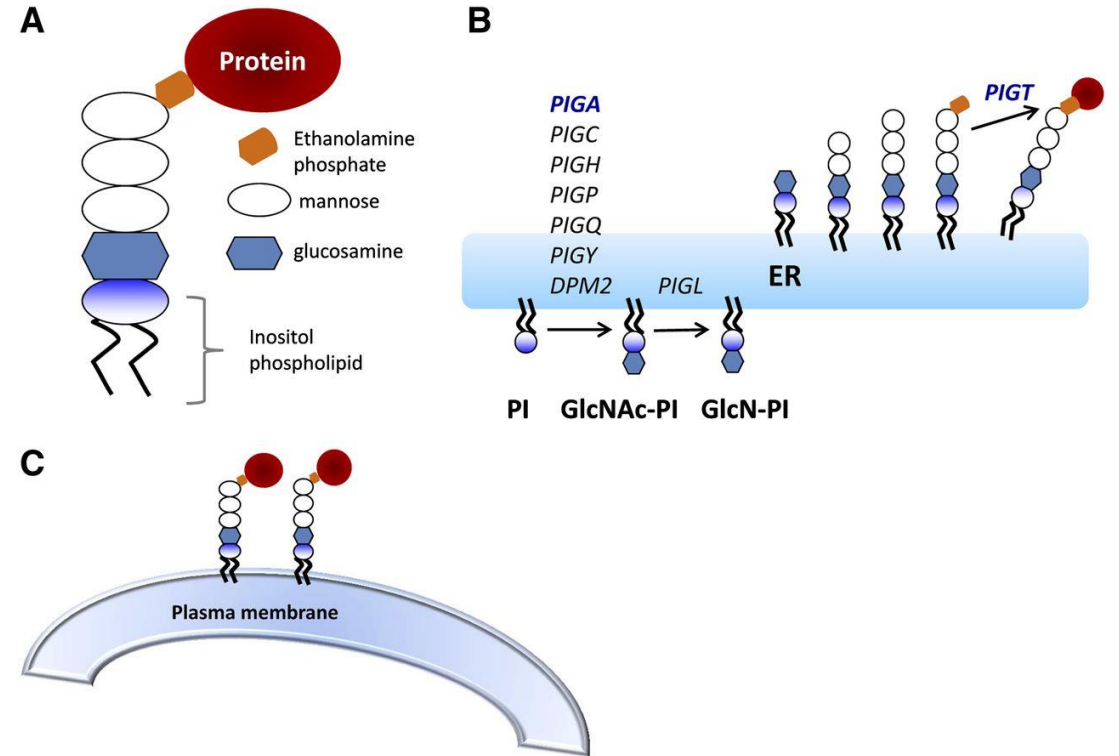 A
Protein
Ethanolamine
phosphate
mannose
glucosamine
Inositol
phospholipid
B
PIGA
PIGC
PIGH
PIGP
PIGQ
PIGY
DPM2
PIGL
PIGT
ER
PI
GlcNAc-PI
GlcN-PI
C
Plasma membrane